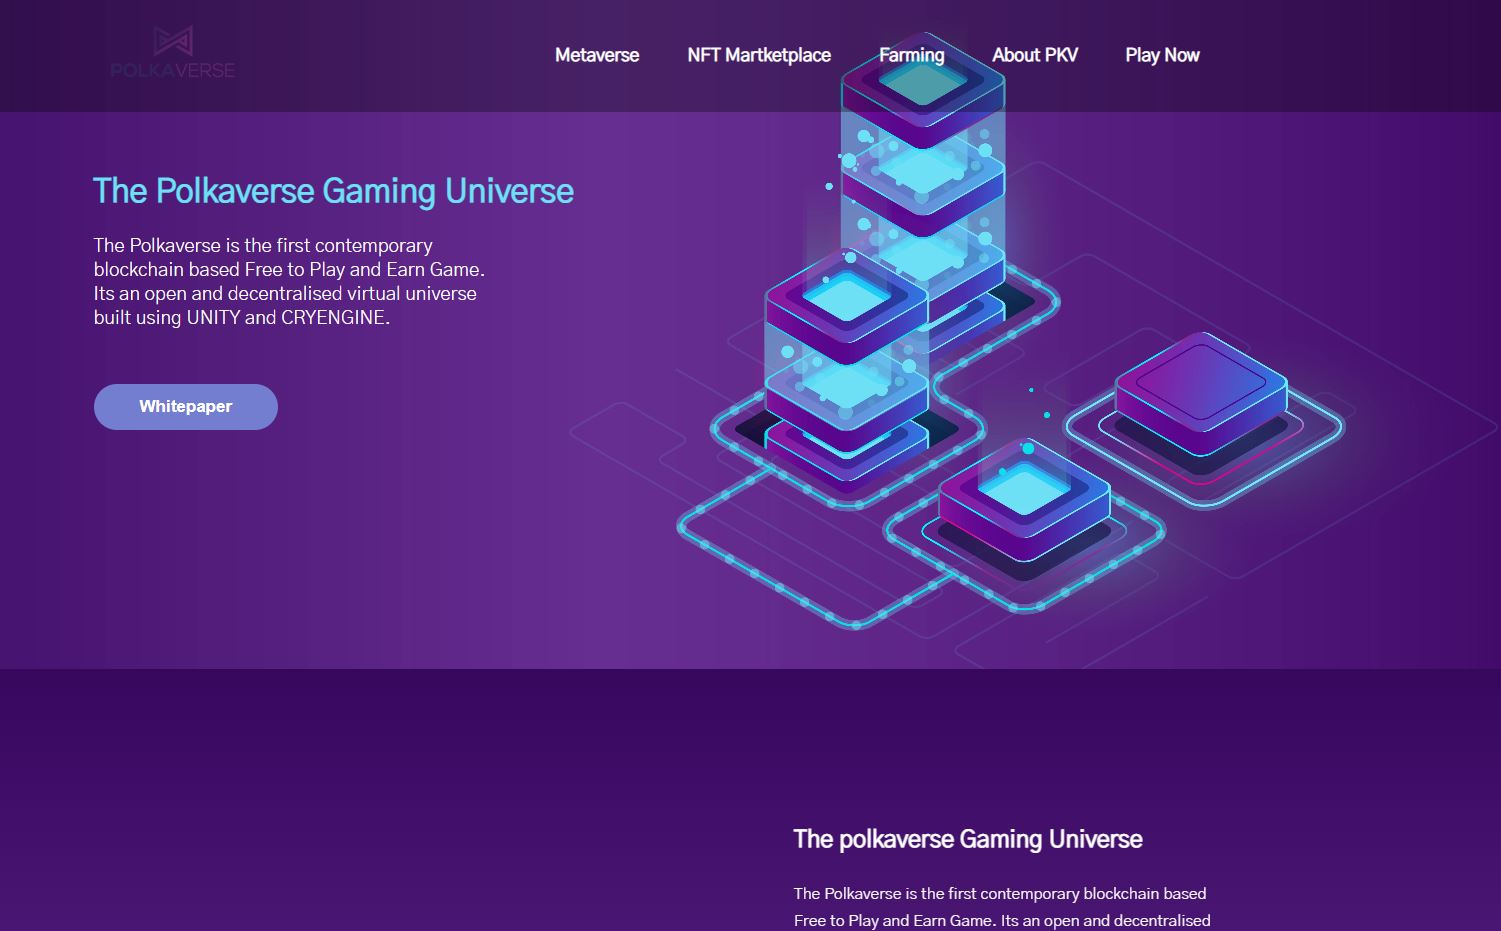 POLKAVERSE
Metaverse
NFT Martketplace
Farming
About PKV
Play Now
The Polkaverse Gaming Universe
The Polkaverse is the first contemporary
blockchain based Free to Play and Earn Game.
Its an open and decentralised virtual universe
built using UNITY and CRYENGINE.
Whitepaper
The polkaverse Gaming Universe
The Polkaverse is the first contemporary blockchain based
Free to Play and Earn Game. Its an open and decentralised